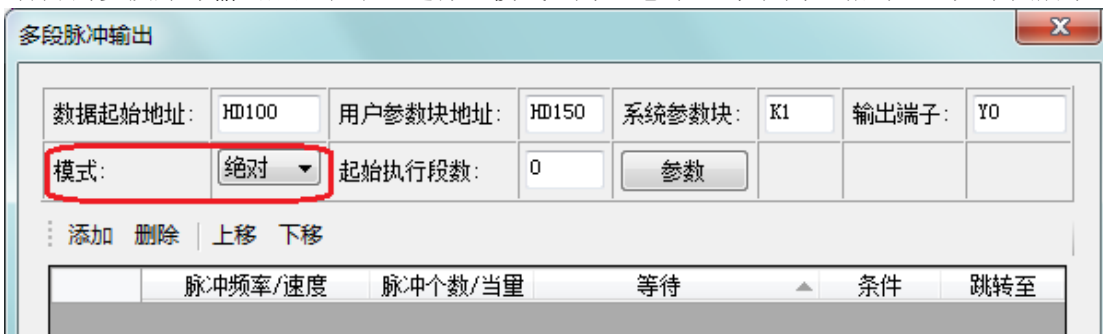 多段脉冲输出
数据起始地址: HD100 用户参数块地址: HD150 系统参数块: K1 输出端子: Y0
模式: 绝对 起始执行段数: 0 参数
添加 删除 上移 下移
脉冲频率/速度 脉冲个数/当量 等待 条件 跳转至